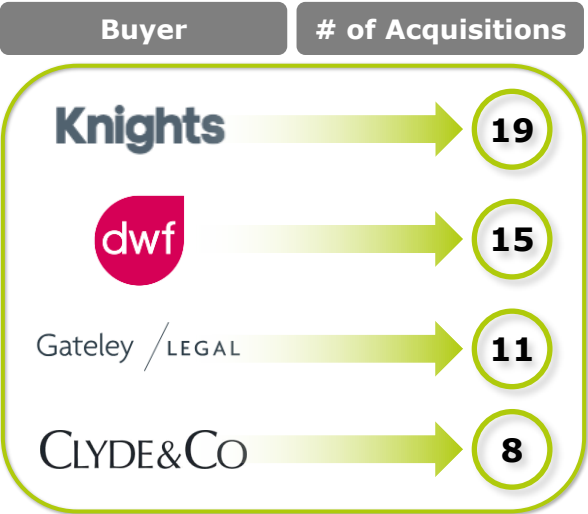 Buyer # of Acquisitions
Knights 19
dwf 15
Gateley / LEGAL 11
CLYDE&CO 8